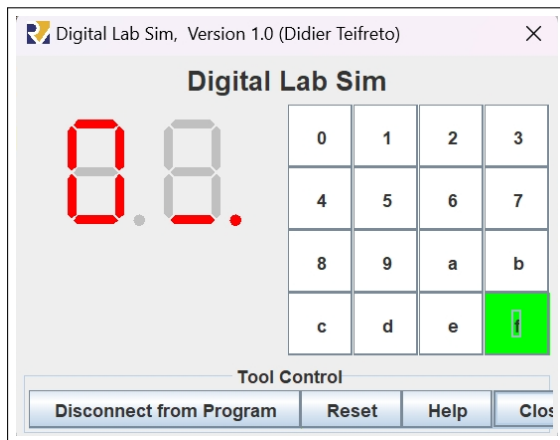 Digital Lab Sim, Version 1.0 (Didier Teifreto)
Digital Lab Sim
0 1 2 3
4 5 6 7
8 9 a b
c d e f
Tool Control
Disconnect from Program Reset Help Clos